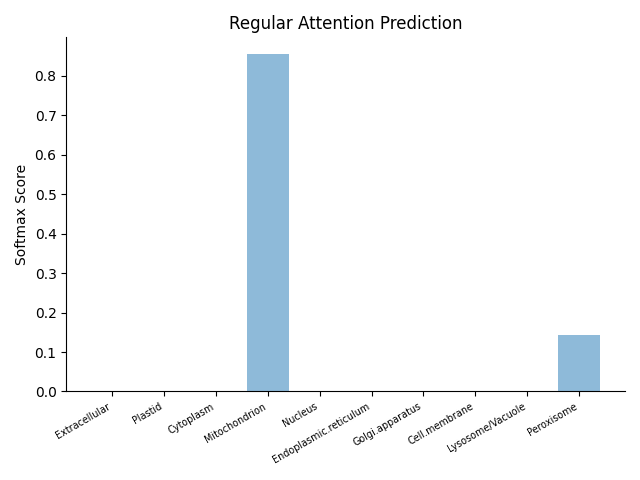 Regular Attention Prediction
Softmax Score
0.8
0.7
0.6
0.5
0.4
0.3
0.2
0.1
0.0
Extracellular
Plastid
Cytoplasm
Mitochondrion
Nucleus
Endoplasmic.reticulum
Golgi.apparatus
Cell.membrane
Lysosome/Vacuole
Peroxisome